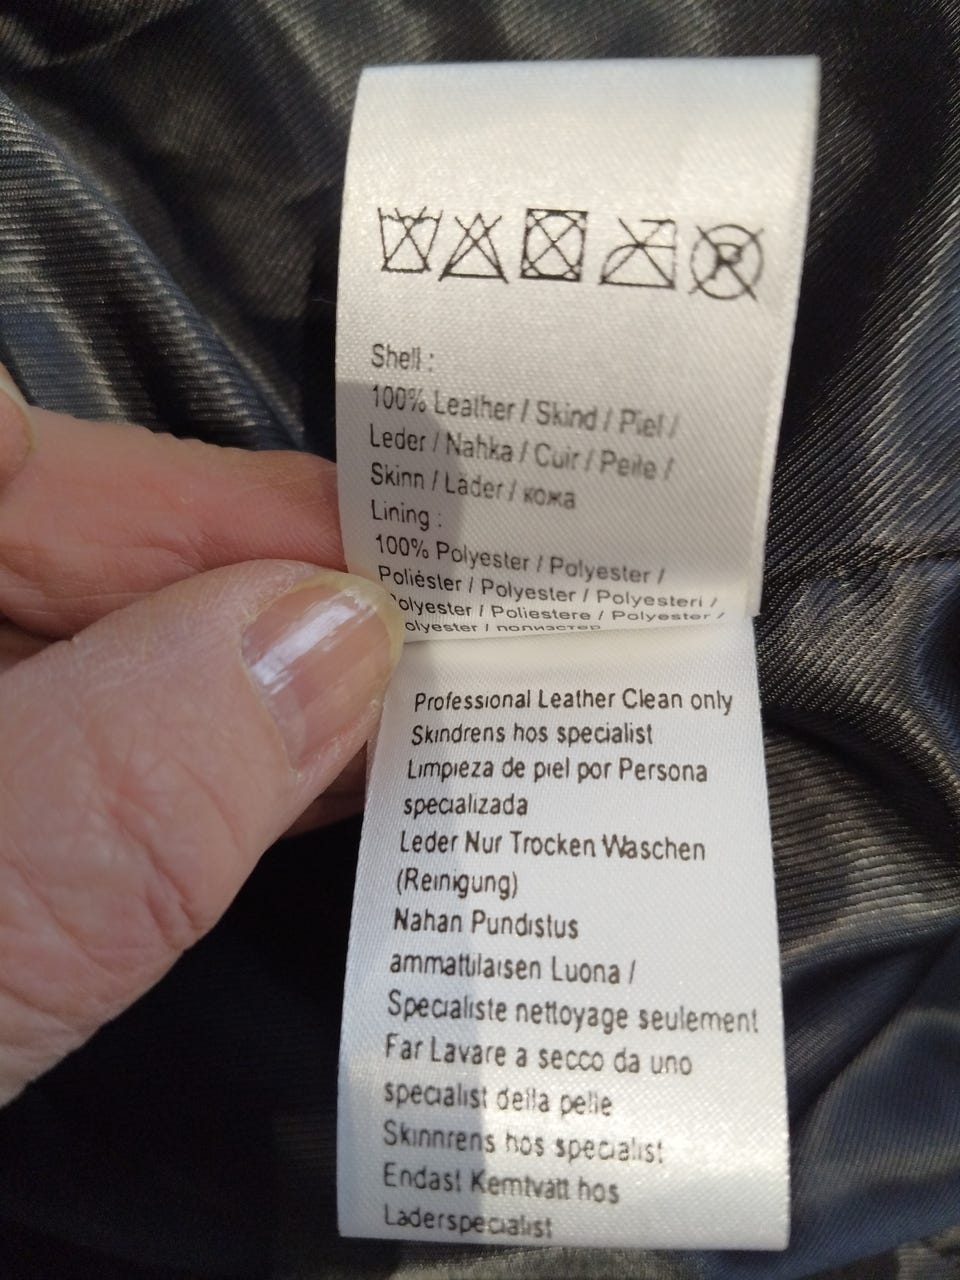 Shell :
100% Leather / Skind / Piel /
Leder / Nahka / Cuir / Pelle /
Skinn / Läder / кожа
Lining :
100% Polyester / Polyester /
Poliéster / Polyester / Polyesteri /
Polyester / Poliestere / Polyester /
olyester / полиэстер
Professional Leather Clean only
Skindrens hos specialist
Limpieza de piel por Persona
specializada
Leder Nur Trocken Waschen
(Reinigung)
Nahan Pundistus
ammattilaisen Luona /
Specialiste nettoyage seulement
Far Lavare a secco da uno
specialist della pelle
Skinnrens hos specialist
Endast Kemtvätt hos
Laderspecialist